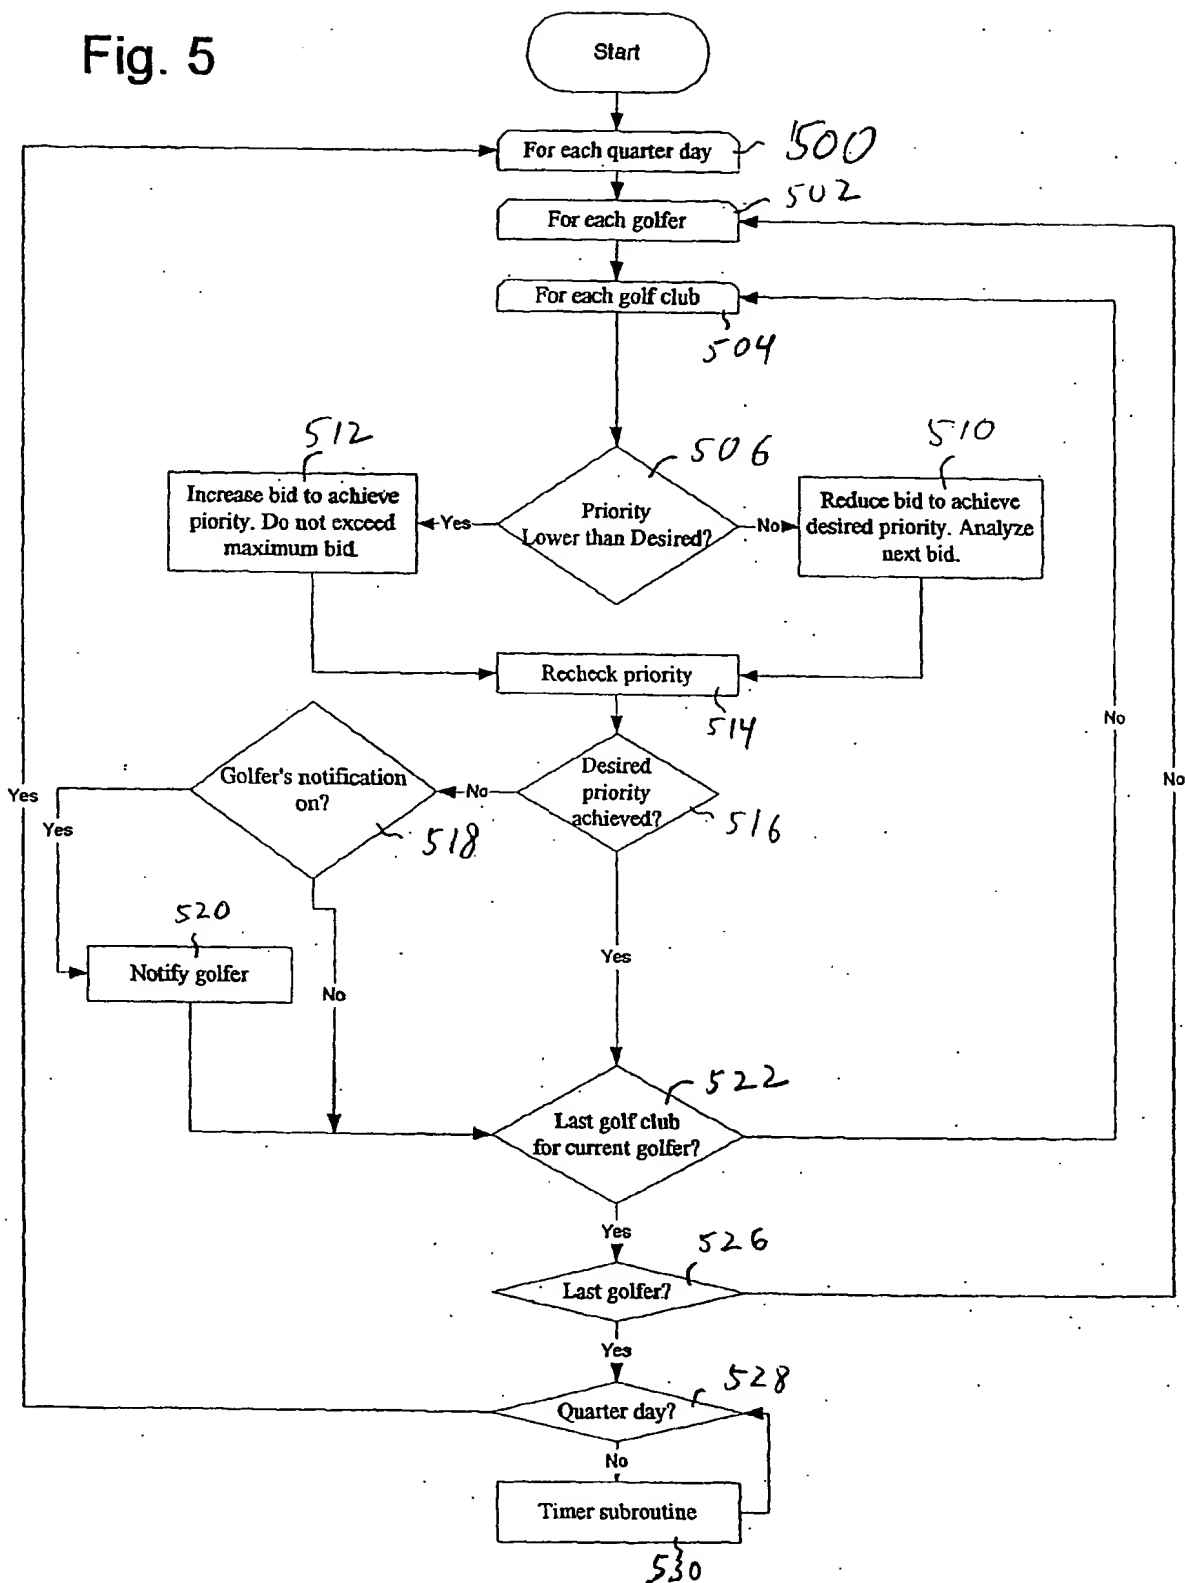 Fig. 5
Start
For each quarter day
500
For each golfer
502
For each golf club
504
512
506
510
Increase bid to achieve
piority. Do not exceed
maximum bid.
Yes
Priority
Lower than Desired?
No
Reduce bid to achieve
desired priority. Analyze
next bid.
Recheck priority
514
No
Golfer's notification
on?
518
No
Desired
priority
achieved?
516
Yes
Yes
No
520
Notify golfer
No
Yes
522
Last golf club
for current golfer?
Yes
526
Last golfer?
Yes
528
Quarter day?
No
Timer subroutine
530